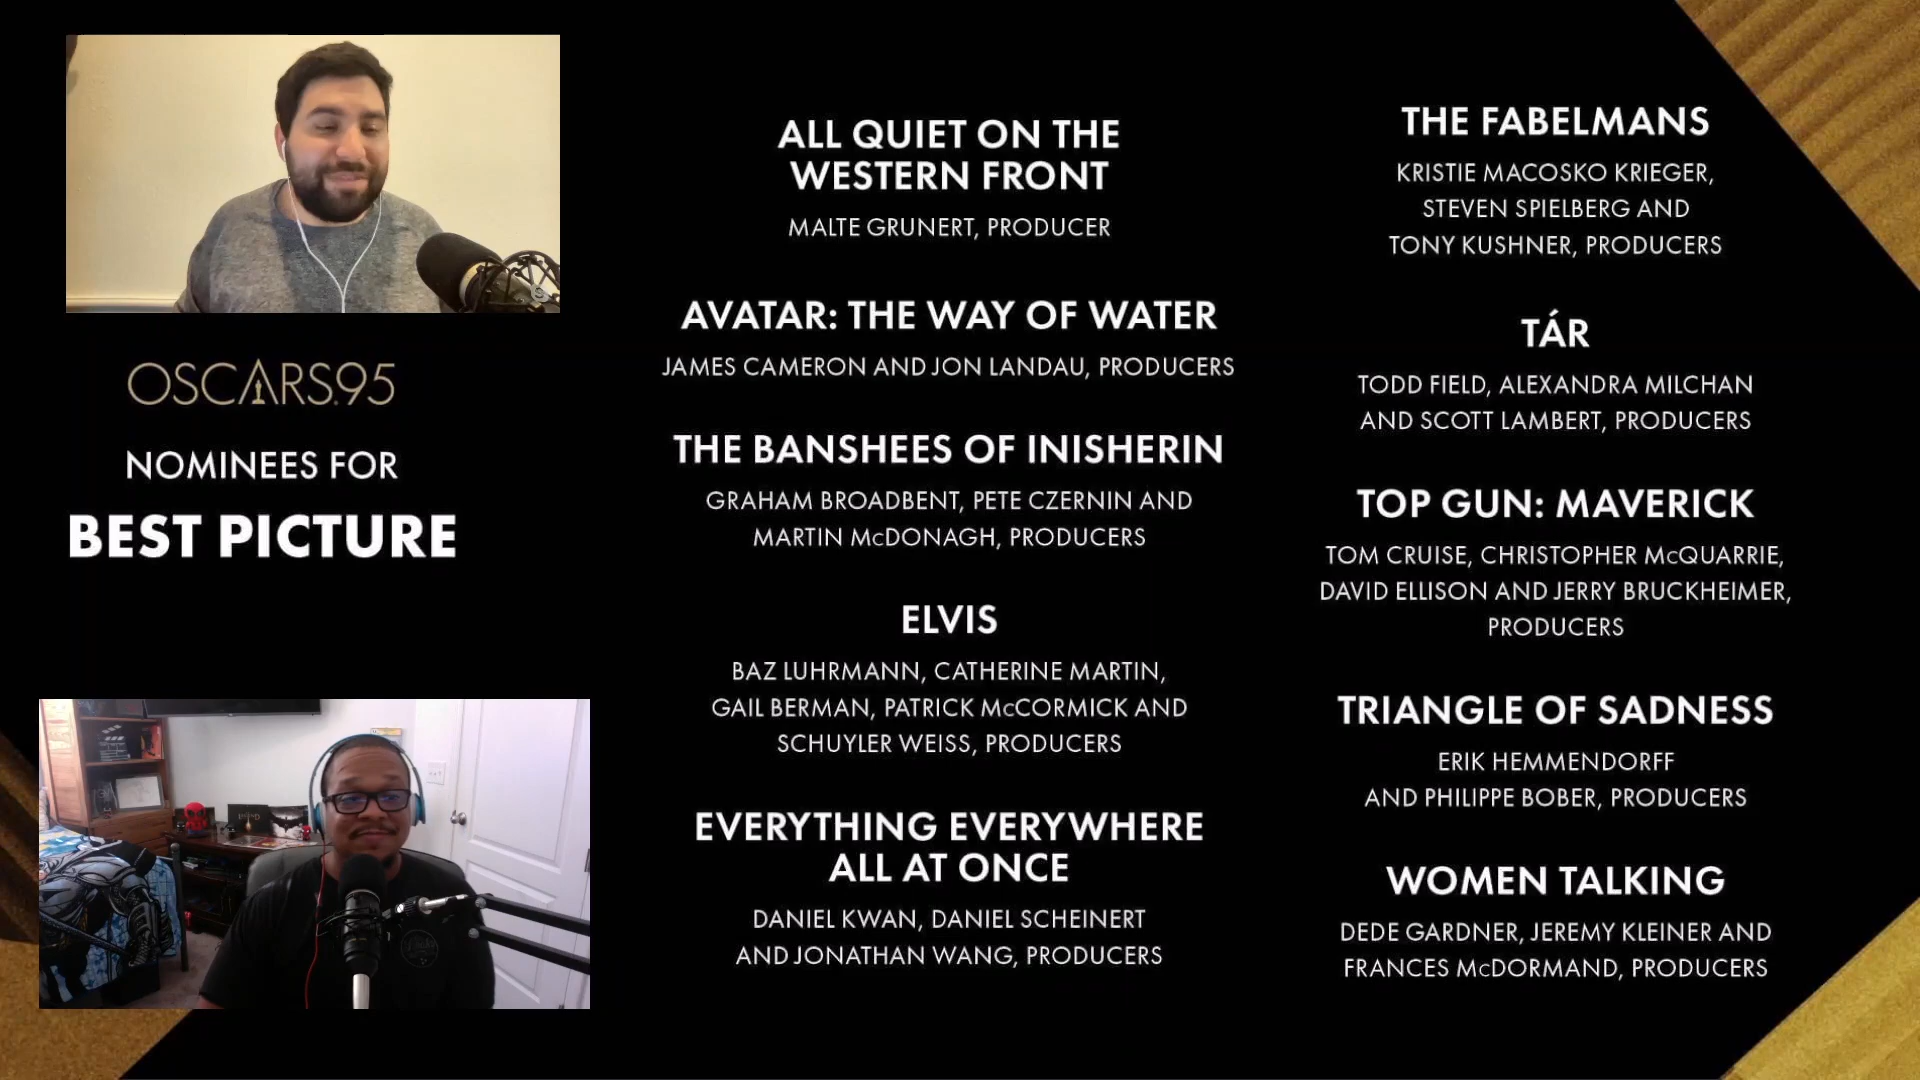 OSCARS.95
NOMINEES FOR
BEST PICTURE
ALL QUIET ON THE
WESTERN FRONT
MALTE GRUNERT, PRODUCER
AVATAR: THE WAY OF WATER
JAMES CAMERON AND JON LANDAU, PRODUCERS
THE BANSHEES OF INISHERIN
GRAHAM BROADBENT, PETE CZERNIN AND
MARTIN McDONAGH, PRODUCERS
ELVIS
BAZ LUHRMANN, CATHERINE MARTIN,
GAIL BERMAN, PATRICK McCORMICK AND
SCHUYLER WEISS, PRODUCERS
EVERYTHING EVERYWHERE
ALL AT ONCE
DANIEL KWAN, DANIEL SCHEINERT
AND JONATHAN WANG, PRODUCERS
THE FABELMANS
KRISTIE MACOSKO KRIEGER,
STEVEN SPIELBERG AND
TONY KUSHNER, PRODUCERS
TÁR
TODD FIELD, ALEXANDRA MILCHAN
AND SCOTT LAMBERT, PRODUCERS
TOP GUN: MAVERICK
TOM CRUISE, CHRISTOPHER McQUARRIE,
DAVID ELLISON AND JERRY BRUCKHEIMER,
PRODUCERS
TRIANGLE OF SADNESS
ERIK HEMMENDORFF
AND PHILIPPE BOBER, PRODUCERS
WOMEN TALKING
DEDE GARDNER, JEREMY KLEINER AND
FRANCES McDORMAND, PRODUCERS